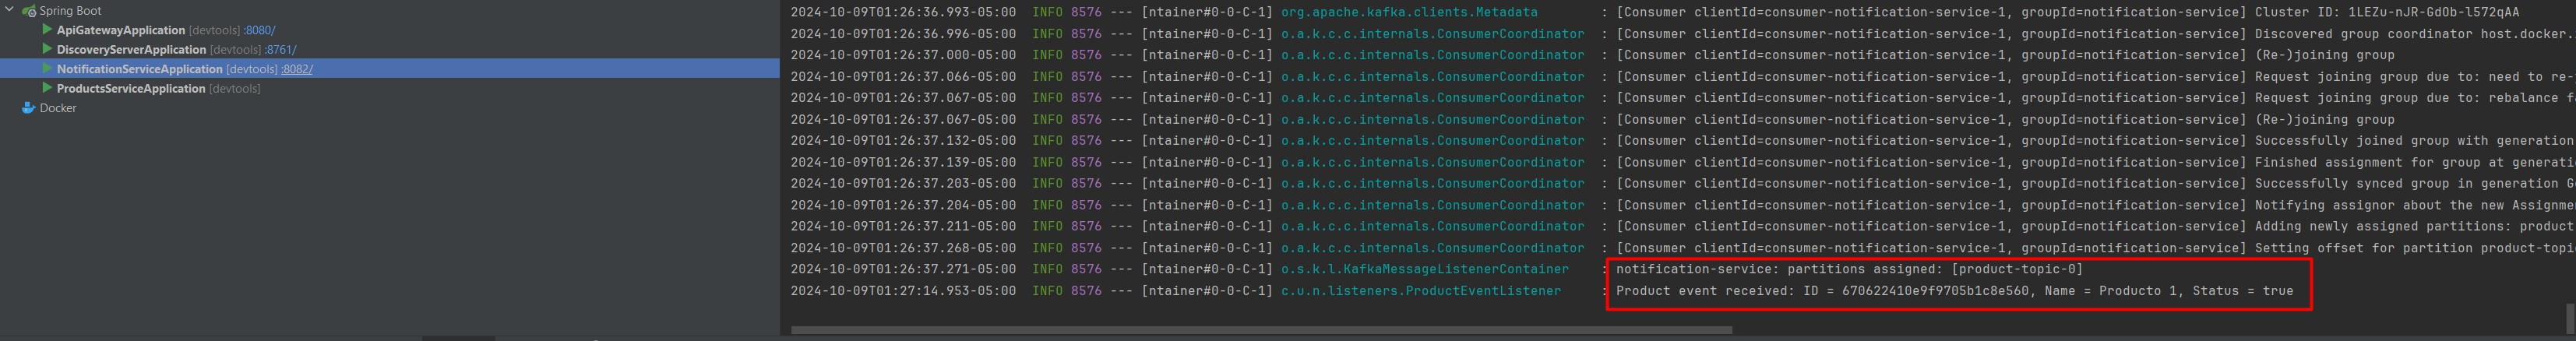 Spring Boot
ApiGatewayApplication [devtools] :8080/
DiscoveryServerApplication [devtools] :8761/
NotificationServiceApplication [devtools] :8082/
ProductsServiceApplication [devtools]
Docker
2024-10-09T01:26:36.993-05:00 INFO 8576 --- [ntainer#0-0-C-1] org.apache.kafka.clients.Metadata : [Consumer clientId=consumer-notification-service-1, groupId=notification-service] Cluster ID: 1LEZu-nJR-GdOb-l572qAA
2024-10-09T01:26:36.996-05:00 INFO 8576 --- [ntainer#0-0-C-1] o.a.k.c.c.internals.ConsumerCoordinator : [Consumer clientId=consumer-notification-service-1, groupId=notification-service] Discovered group coordinator host.docker.
2024-10-09T01:26:37.000-05:00 INFO 8576 --- [ntainer#0-0-C-1] o.a.k.c.c.internals.ConsumerCoordinator : [Consumer clientId=consumer-notification-service-1, groupId=notification-service] (Re-)joining group
2024-10-09T01:26:37.066-05:00 INFO 8576 --- [ntainer#0-0-C-1] o.a.k.c.c.internals.ConsumerCoordinator : [Consumer clientId=consumer-notification-service-1, groupId=notification-service] Request joining group due to: need to re-
2024-10-09T01:26:37.067-05:00 INFO 8576 --- [ntainer#0-0-C-1] o.a.k.c.c.internals.ConsumerCoordinator : [Consumer clientId=consumer-notification-service-1, groupId=notification-service] Request joining group due to: rebalance f
2024-10-09T01:26:37.067-05:00 INFO 8576 --- [ntainer#0-0-C-1] o.a.k.c.c.internals.ConsumerCoordinator : [Consumer clientId=consumer-notification-service-1, groupId=notification-service] (Re-)joining group
2024-10-09T01:26:37.132-05:00 INFO 8576 --- [ntainer#0-0-C-1] o.a.k.c.c.internals.ConsumerCoordinator : [Consumer clientId=consumer-notification-service-1, groupId=notification-service] Successfully joined group with generation
2024-10-09T01:26:37.139-05:00 INFO 8576 --- [ntainer#0-0-C-1] o.a.k.c.c.internals.ConsumerCoordinator : [Consumer clientId=consumer-notification-service-1, groupId=notification-service] Finished assignment for group at generati
2024-10-09T01:26:37.203-05:00 INFO 8576 --- [ntainer#0-0-C-1] o.a.k.c.c.internals.ConsumerCoordinator : [Consumer clientId=consumer-notification-service-1, groupId=notification-service] Successfully synced group in generation G
2024-10-09T01:26:37.204-05:00 INFO 8576 --- [ntainer#0-0-C-1] o.a.k.c.c.internals.ConsumerCoordinator : [Consumer clientId=consumer-notification-service-1, groupId=notification-service] Notifying assignor about the new Assignme
2024-10-09T01:26:37.211-05:00 INFO 8576 --- [ntainer#0-0-C-1] o.a.k.c.c.internals.ConsumerCoordinator : [Consumer clientId=consumer-notification-service-1, groupId=notification-service] Adding newly assigned partitions: product
2024-10-09T01:26:37.268-05:00 INFO 8576 --- [ntainer#0-0-C-1] o.a.k.c.c.internals.ConsumerCoordinator : [Consumer clientId=consumer-notification-service-1, groupId=notification-service] Setting offset for partition product-topi
2024-10-09T01:26:37.271-05:00 INFO 8576 --- [ntainer#0-0-C-1] o.s.k.l.KafkaMessageListenerContainer : notification-service: partitions assigned: [product-topic-0]
2024-10-09T01:27:14.953-05:00 INFO 8576 --- [ntainer#0-0-C-1] c.u.n.listeners.ProductEventListener : Product event received: ID = 670622410e9f9705b1c8e560, Name = Producto 1, Status = true